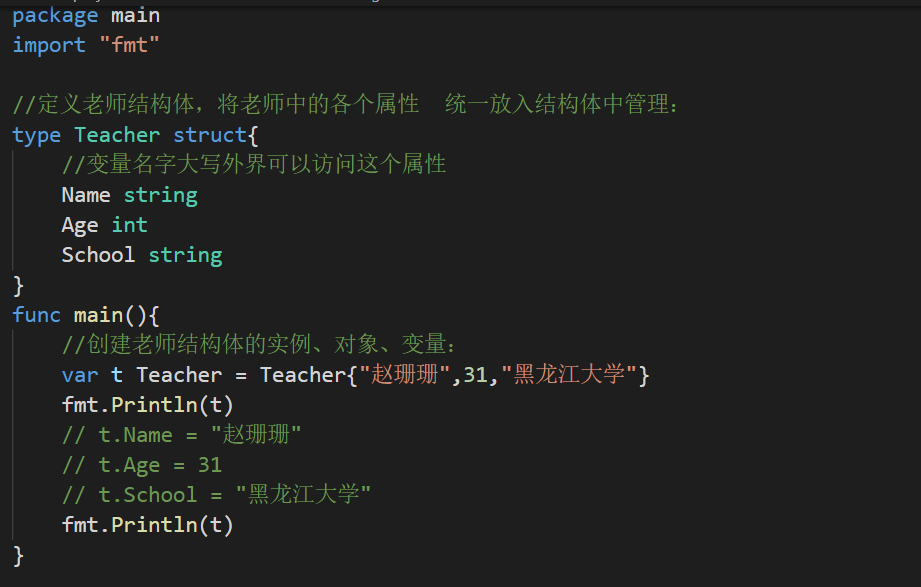 package main
import "fmt"
//定义老师结构体，将老师中的各个属性  统一放入结构体中管理：
type Teacher struct{
    //变量名字大写外界可以访问这个属性
    Name string
    Age int
    School string
}
func main(){
    //创建老师结构体的实例、对象、变量：
    var t Teacher = Teacher{"赵珊珊",31,"黑龙江大学"}
    fmt.Println(t)
    // t.Name = "赵珊珊"
    // t.Age = 31
    // t.School = "黑龙江大学"
    fmt.Println(t)
}